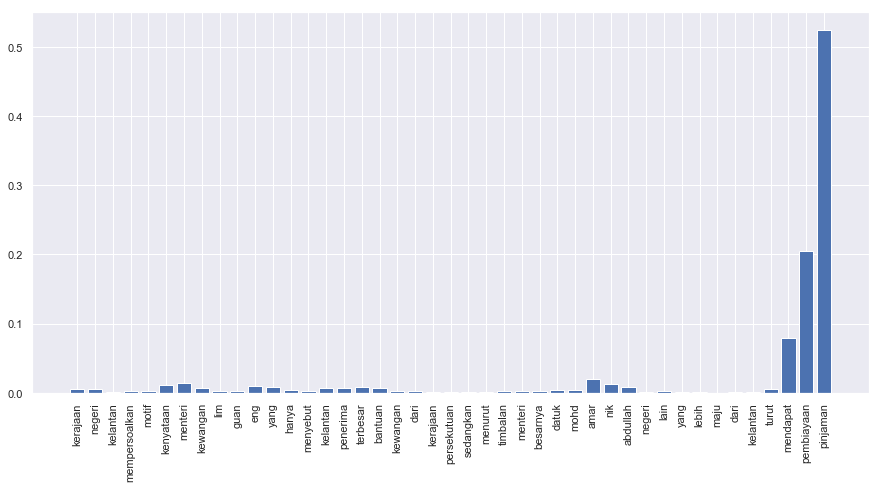 0.5
0.4
0.3
0.2
0.1
0.0
kerajaan
negeri
kelantan
mempersoalkan
motif
kenyataan
menteri
kewangan
lim
guan
eng
yang
hanya
menyebut
kelantan
penerima
terbesar
bantuan
kewangan
dari
kerajaan
persekutuan
sedangkan
menurut
timbalan
menteri
besarnya
datuk
mohd
amar
nik
abdullah
negeri
lain
yang
lebih
maju
dari
kelantan
turut
mendapat
pembiayaan
pinjaman